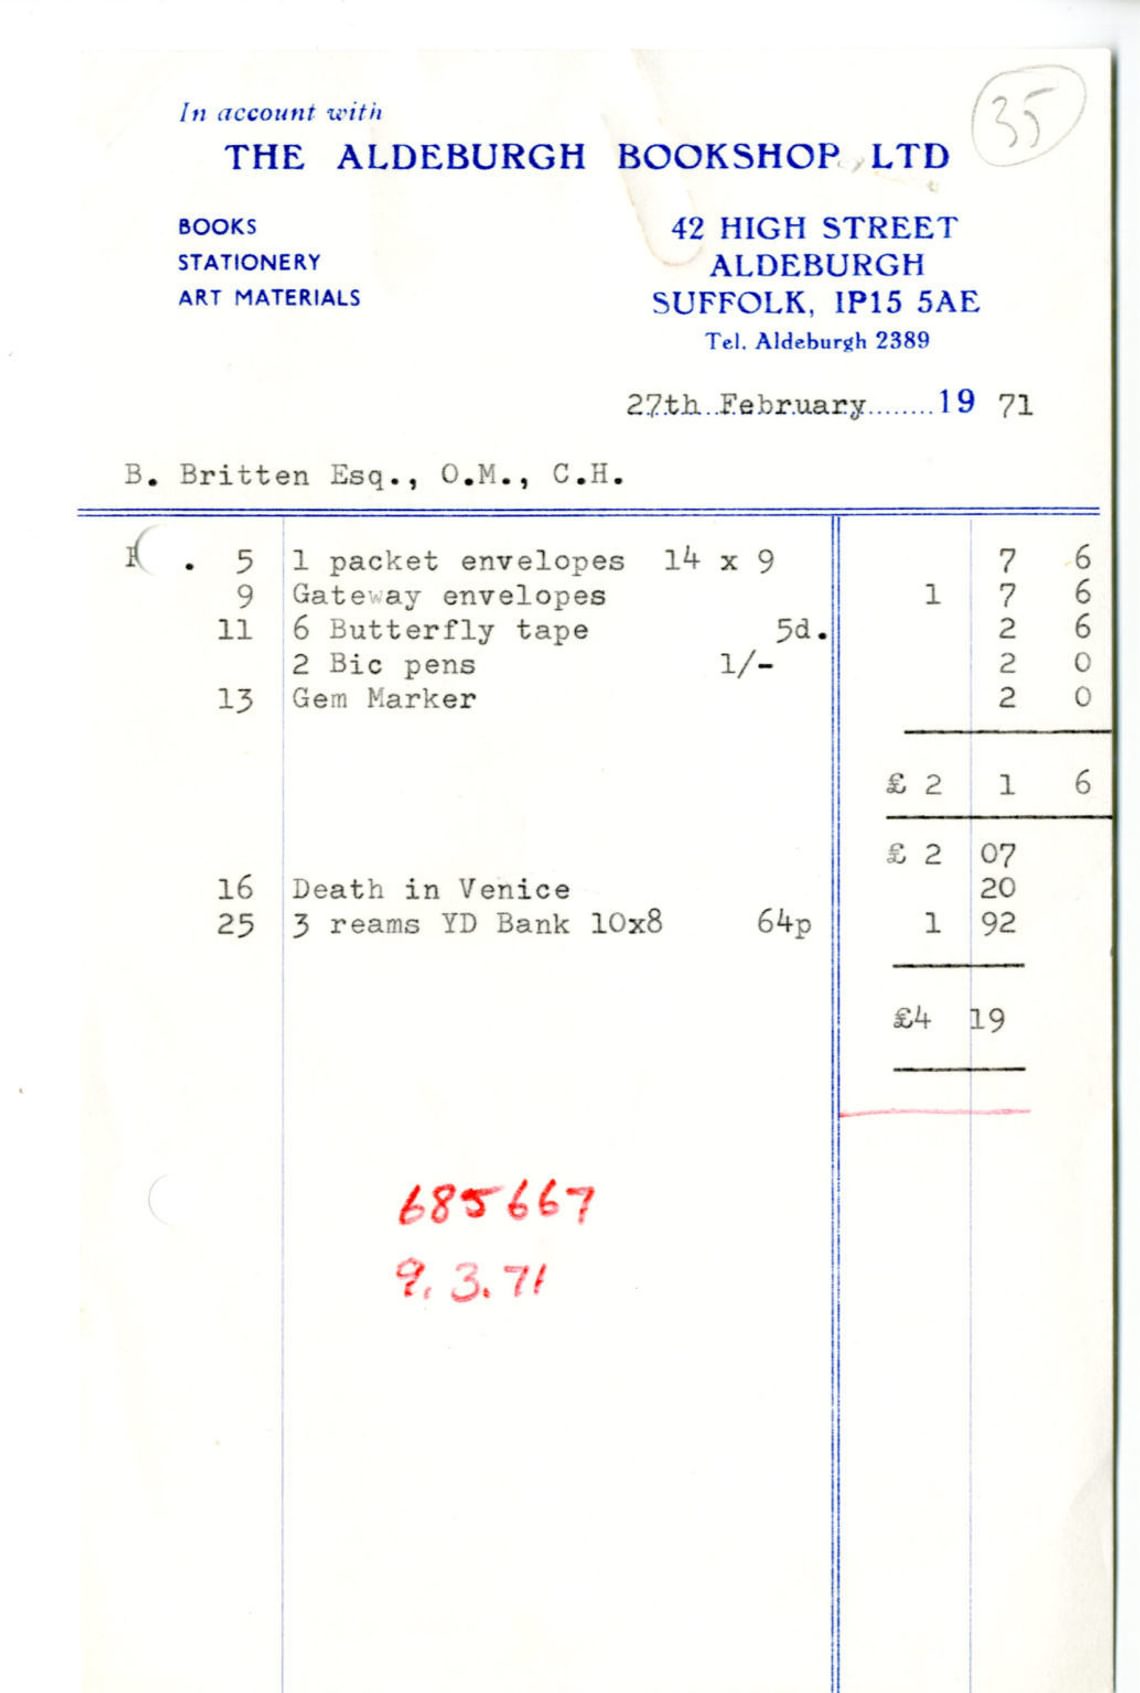 35
In account with
THE ALDEBURGH BOOKSHOP LTD
BOOKS
STATIONERY
ART MATERIALS
42 HIGH STREET
ALDEBURGH
SUFFOLK, IP15 5AE
Tel. Aldeburgh 2389
27th February........19 71
B. Britten Esq., O.M., C.H.
. 5 1 packet envelopes 14 x 9 7 6
9 Gateway envelopes 1 7 6
11 6 Butterfly tape 5d. 2 6
2 Bic pens 1/- 2 0
13 Gem Marker 2 0
£ 2 1 6
£ 2 07
16 Death in Venice 20
25 3 reams YD Bank 10x8 64p 1 92
£4 19
685667
9.3.71